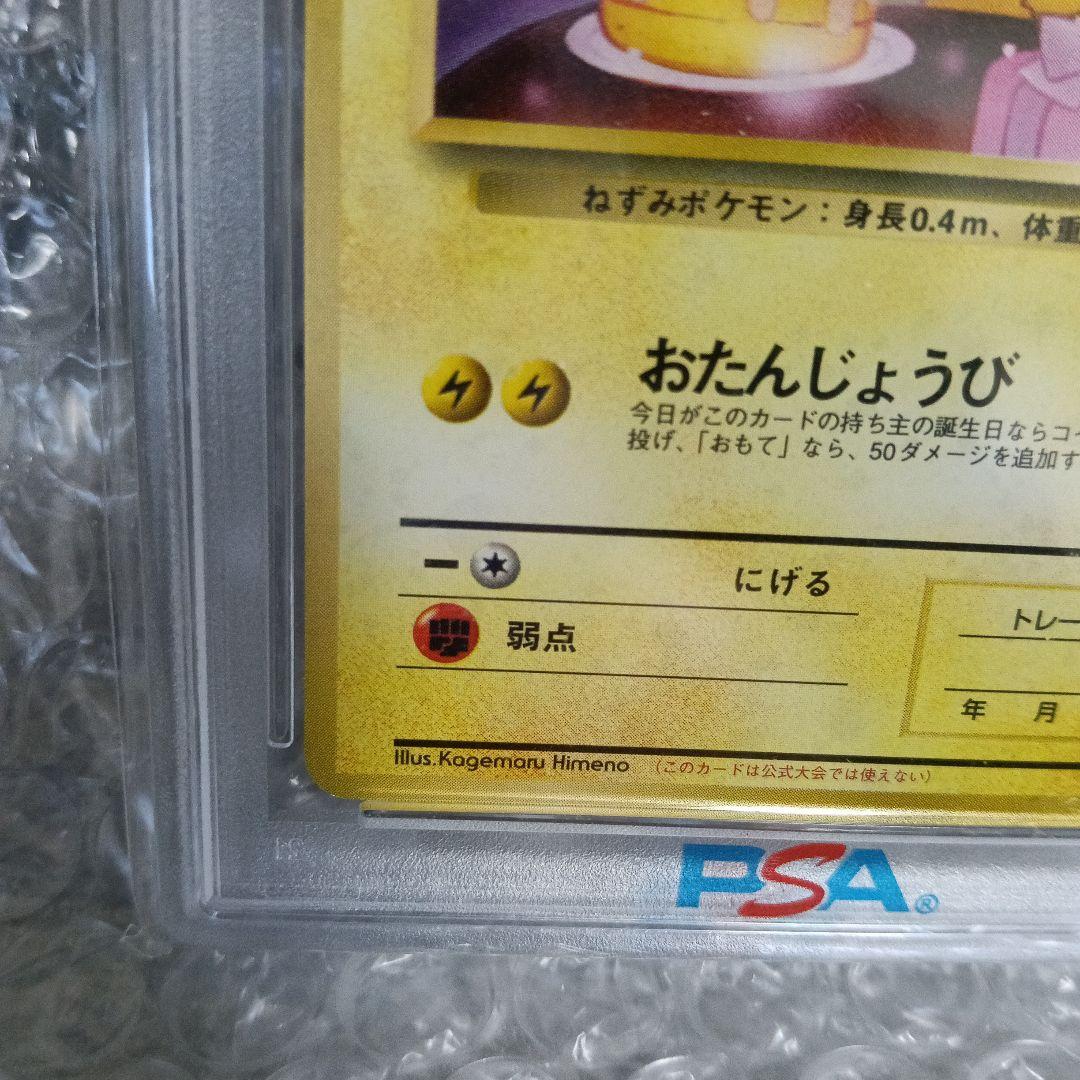 ねずみポケモン：身長0.4m、体重
おたんじょうび
今日がこのカードの持ち主の誕生日ならコイ
投げ、「おもて」なら、50ダメージを追加す
にげる
弱点
トレー
年 月
Illus.Kagemaru Himeno （このカードは公式大会では使えない）
PSA®